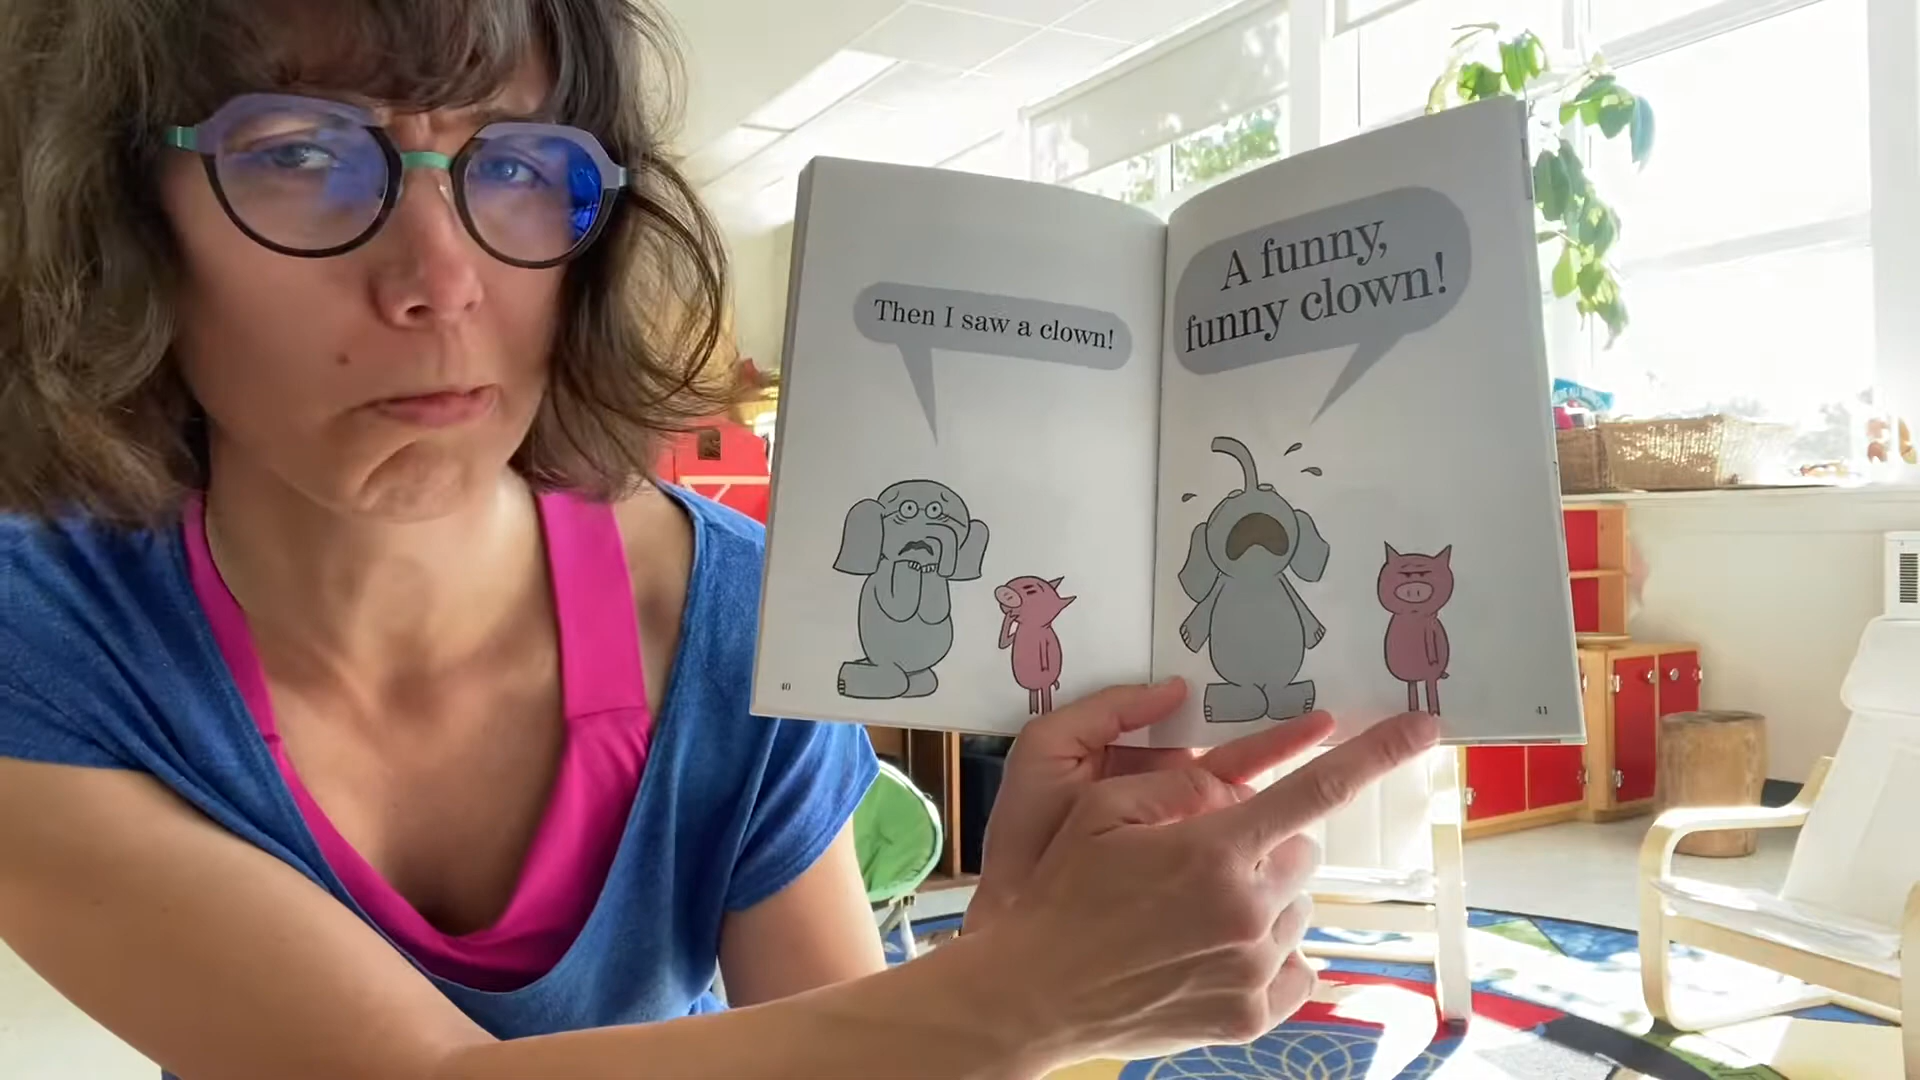 Then I saw a clown!
A funny,
funny clown!
40
41